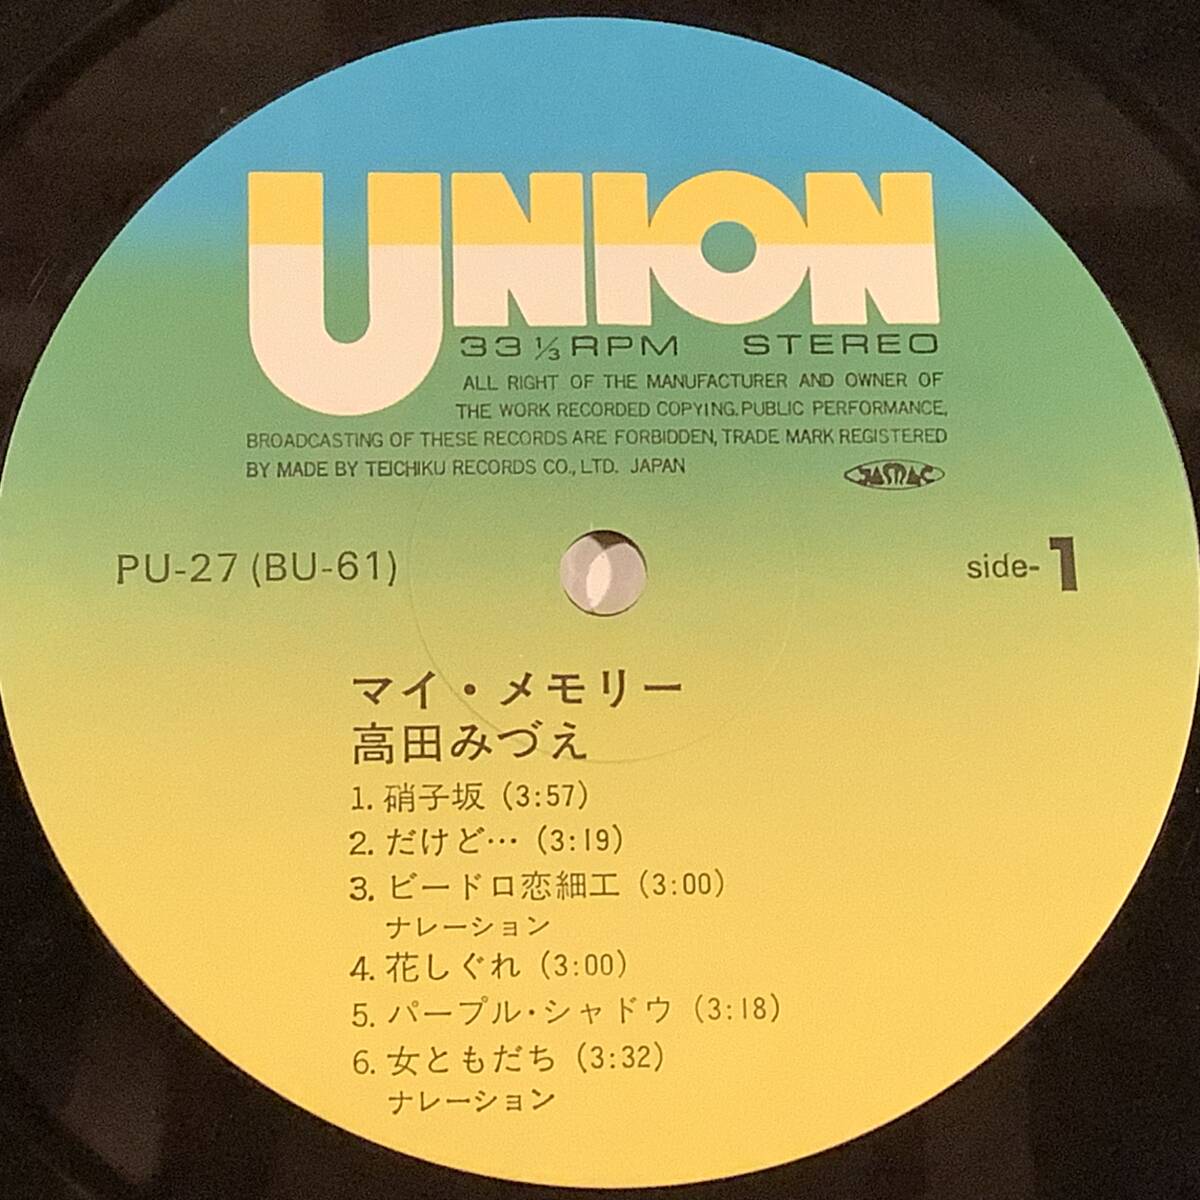 UNION
33 1/3 RPM STEREO
ALL RIGHT OF THE MANUFACTURER AND OWNER OF
THE WORK RECORDED COPYING. PUBLIC PERFORMANCE,
BROADCASTING OF THESE RECORDS ARE FORBIDDEN, TRADE MARK REGISTERED
BY MADE BY TEICHIKU RECORDS CO., LTD. JAPAN
JASRAC
PU-27 (BU-61)
side-1
マイ・メモリー
高田みづえ
1. 硝子坂 (3:57)
2. だけど… (3:19)
3. ビードロ恋細工 (3:00)
ナレーション
4. 花しぐれ (3:00)
5. パープル・シャドウ (3:18)
6. 女ともだち (3:32)
ナレーション